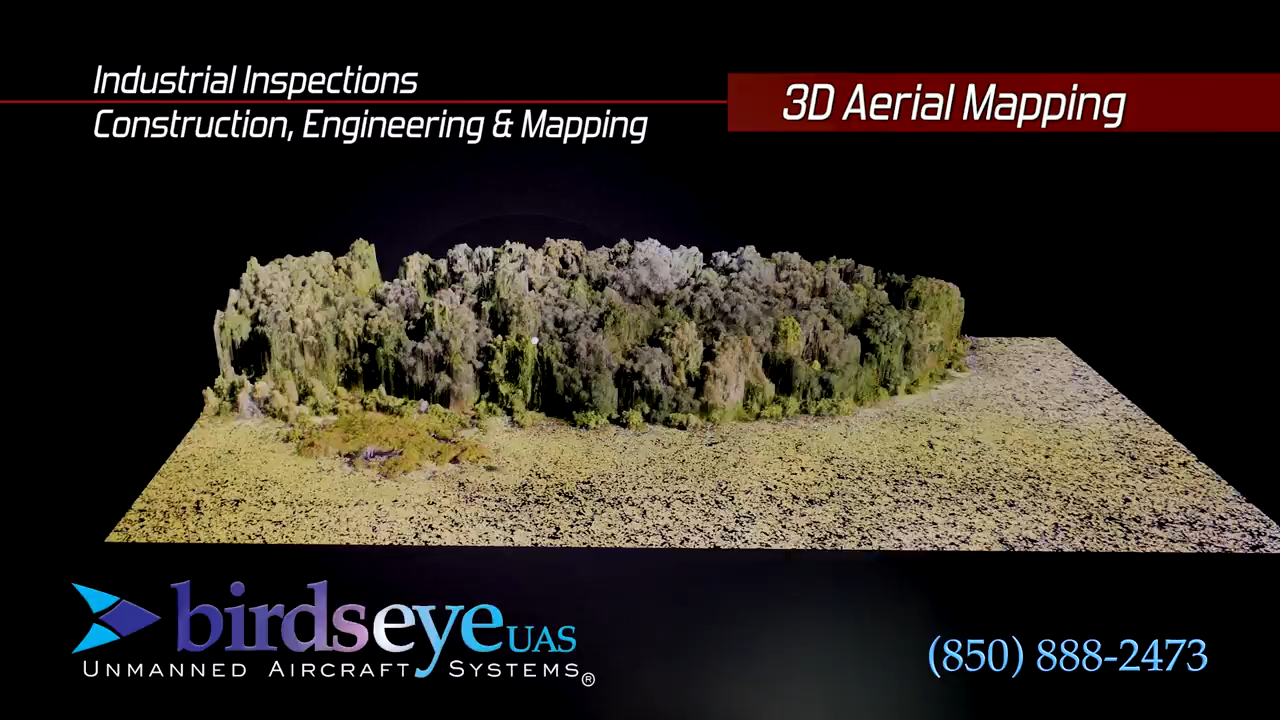 Industrial Inspections
Construction, Engineering & Mapping
3D Aerial Mapping
birdseye UAS
UNMANNED AIRCRAFT SYSTEMS®
(850) 888-2473